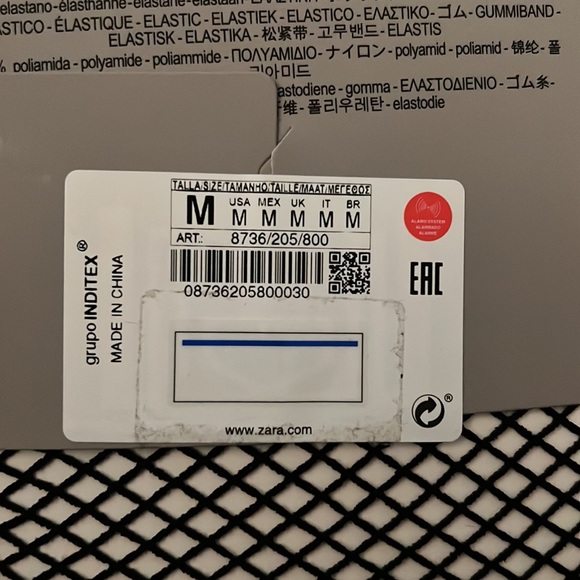 elastano-élasthanne-elastane-elastaan-
ASTICO - ÉLASTIQUE - ELASTIC - ELASTIEK - ELASTICO - ΕΛΑΣΤΙΚΟ - ゴム - GUMMIBAND -
ELASTISK - ELASTIKA - 松紧带 - 고무밴드 - ELASTIS
% poliamida - polyamide - poliammide - ΠΟΛΥΑΜΙΔΙΟ - ナイロン - polyamid - poliamid - 锦纶 - 폴
리아미드
elastodiene - gomma - ΕΛΑΣΤΟΔΙΕΝΙΟ - ゴム糸-
纤维 - 폴리우레탄 - elastodie
TALLA/SIZE/TAMANHO/TAILLE/MAAT/ΜΕΓΕΘΟΣ
M USA MEX UK IT BR
M M M M M
ART.: 8736/205/800
08736205800030
www.zara.com
grupo INDITEX®
MADE IN CHINA
ALARM SYSTEM
ALARMADO
ALARME
EAC
®